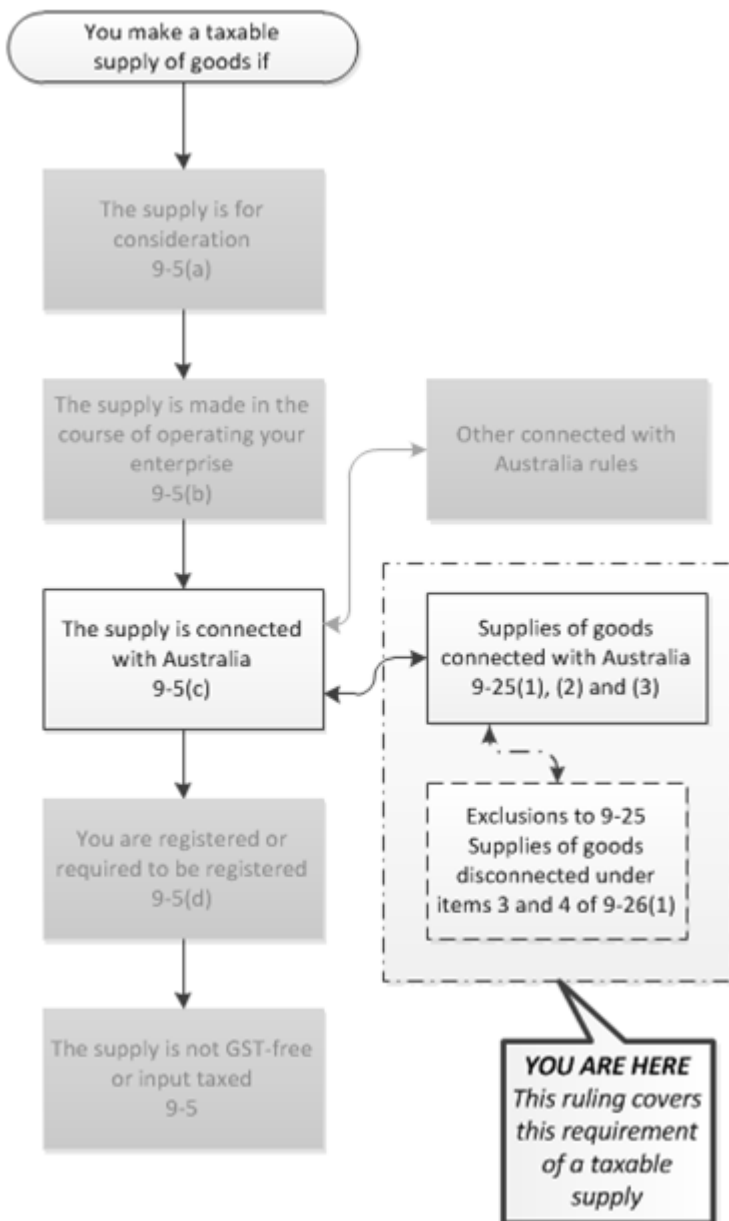 You make a taxable
supply of goods if
The supply is for
consideration
9-5(a)
The supply is made in the
course of operating your
enterprise
9-5(b)
Other connected with
Australia rules
The supply is connected
with Australia
9-5(c)
Supplies of goods
connected with Australia
9-25(1), (2) and (3)
Exclusions to 9-25
Supplies of goods
disconnected under
items 3 and 4 of 9-26(1)
You are registered or
required to be registered
9-5(d)
The supply is not GST-free
or input taxed
9-5
YOU ARE HERE
This ruling covers
this requirement
of a taxable
supply